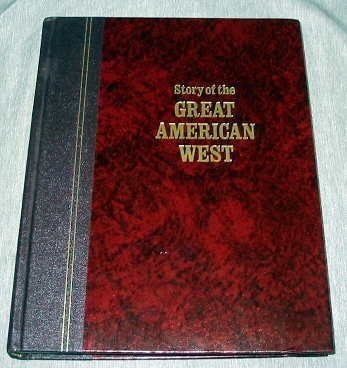 Story of the
GREAT
AMERICAN
WEST